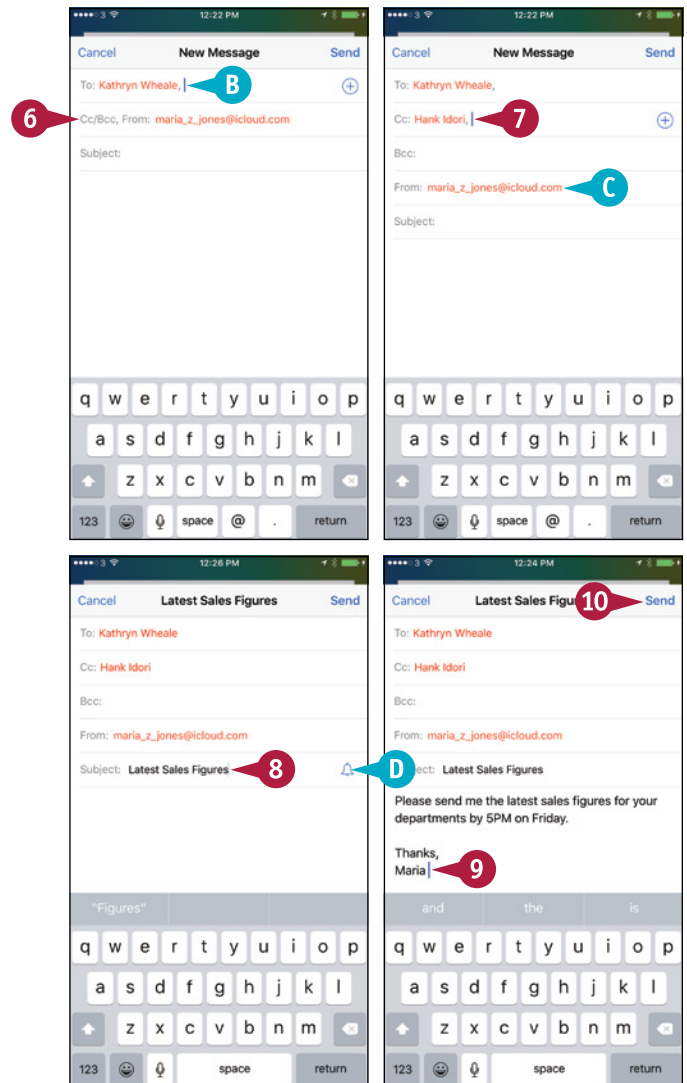 3 12:22 PM
Cancel New Message Send
To: Kathryn Wheale, B
6 Cc/Bcc, From: maria_z_jones@icloud.com
Subject:
q w e r t y u i o p
a s d f g h j k l
z x c v b n m
123 space @ . return
3 12:22 PM
Cancel New Message Send
To: Kathryn Wheale,
Cc: Hank Idori, 7
Bcc:
From: maria_z_jones@icloud.com C
Subject:
q w e r t y u i o p
a s d f g h j k l
z x c v b n m
123 space @ . return
3 12:26 PM
Cancel Latest Sales Figures Send
To: Kathryn Wheale
Cc: Hank Idori
Bcc:
From: maria_z_jones@icloud.com
Subject: Latest Sales Figures 8 D
"Figures"
q w e r t y u i o p
a s d f g h j k l
z x c v b n m
123 space return
3 12:24 PM
Cancel Latest Sales Figu 10 Send
To: Kathryn Wheale
Cc: Hank Idori
Bcc:
From: maria_z_jones@icloud.com
ect: Latest Sales Figures
Please send me the latest sales figures for your
departments by 5PM on Friday.
Thanks,
Maria 9
and the is
q w e r t y u i o p
a s d f g h j k l
z x c v b n m
123 space return